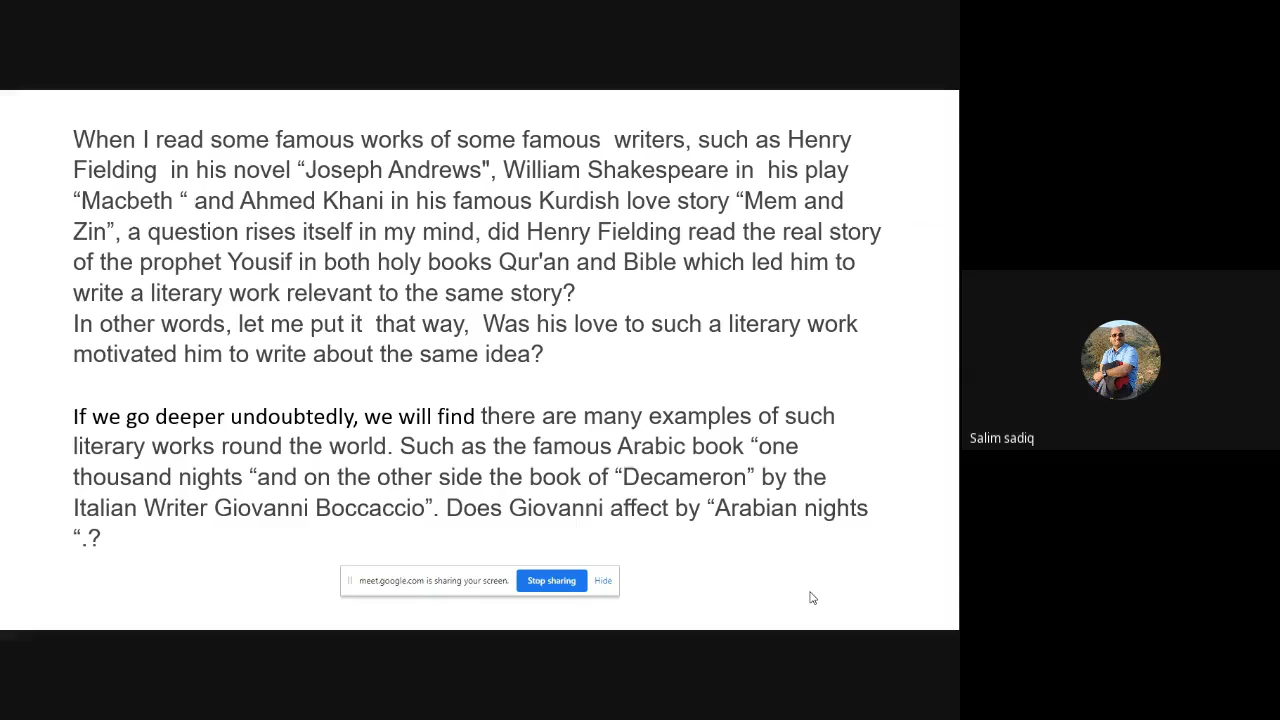 When I read some famous works of some famous  writers, such as Henry
Fielding  in his novel “Joseph Andrews", William Shakespeare in  his play
“Macbeth “ and Ahmed Khani in his famous Kurdish love story “Mem and
Zin”, a question rises itself in my mind, did Henry Fielding read the real story
of the prophet Yousif in both holy books Qur'an and Bible which led him to
write a literary work relevant to the same story?
In other words, let me put it  that way,  Was his love to such a literary work
motivated him to write about the same idea?
If we go deeper undoubtedly, we will find there are many examples of such
literary works round the world. Such as the famous Arabic book “one
thousand nights “and on the other side the book of “Decameron” by the
Italian Writer Giovanni Boccaccio”. Does Giovanni affect by “Arabian nights
“.?
meet.google.com is sharing your screen. Stop sharing Hide
Salim sadiq